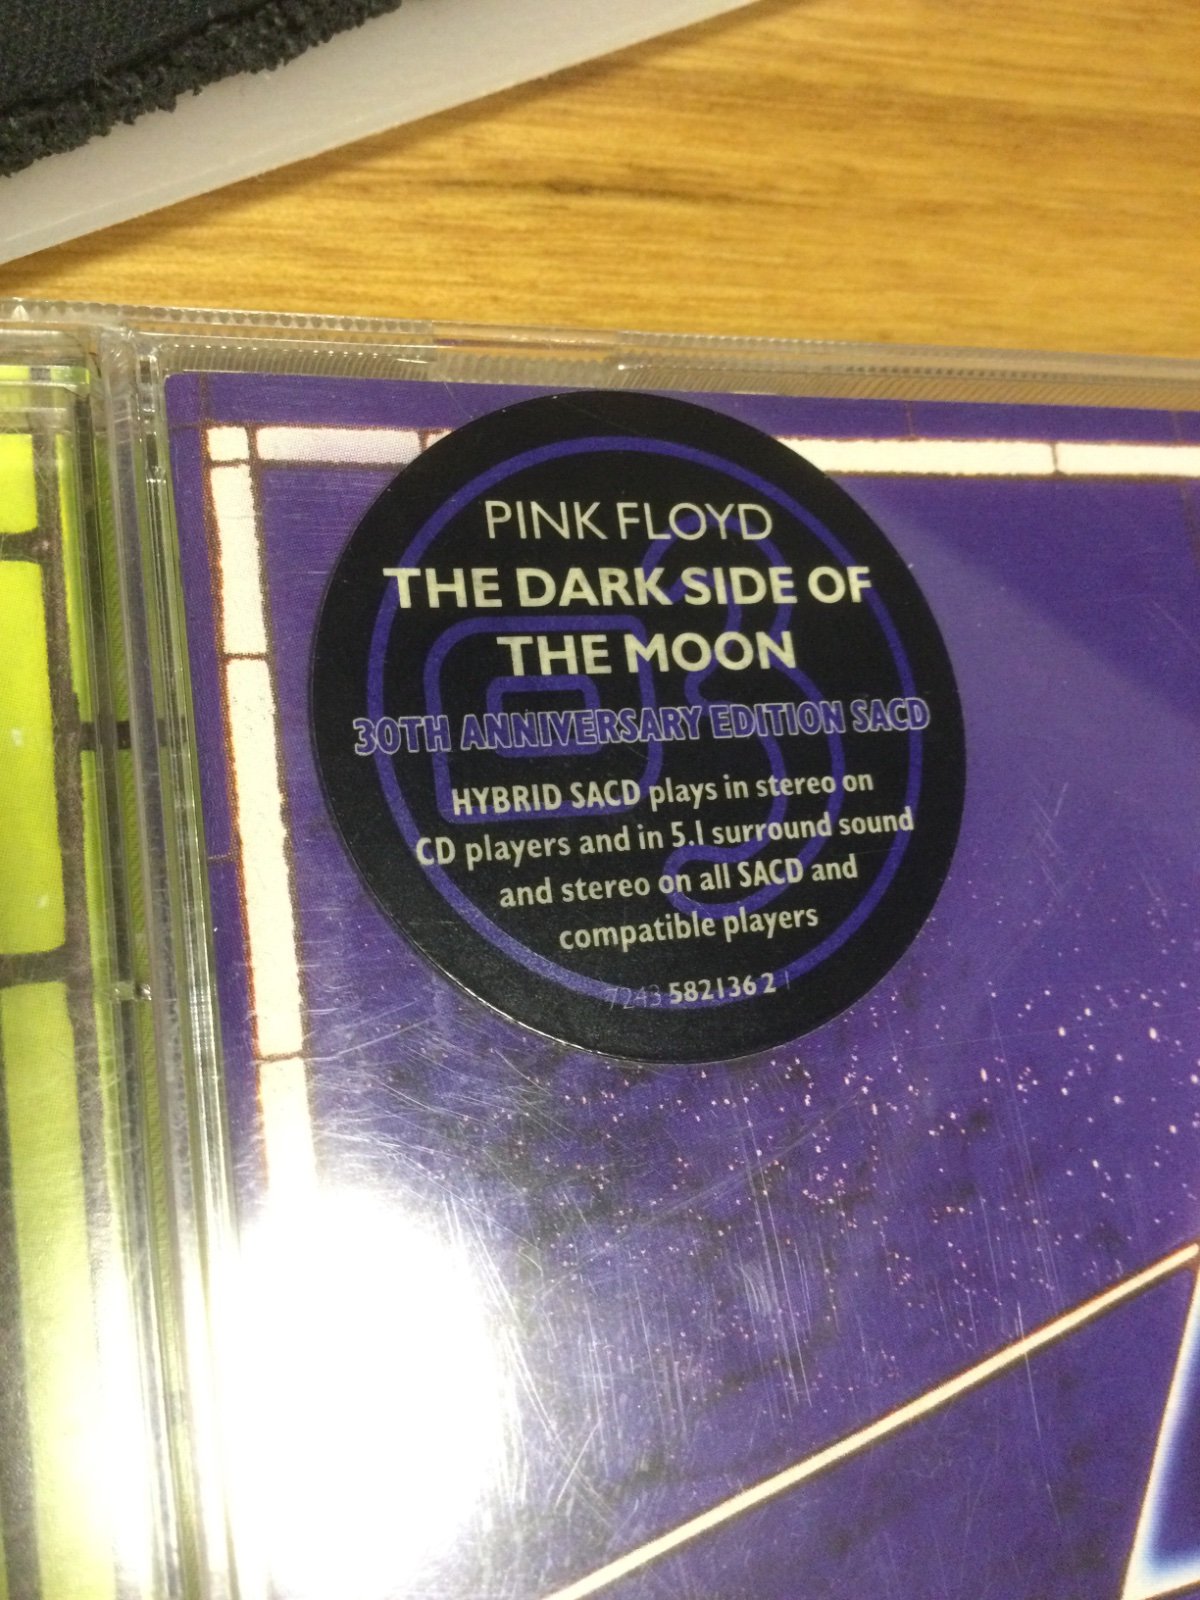 PINK FLOYD
THE DARK SIDE OF
THE MOON
30TH ANNIVERSARY EDITION SACD
HYBRID SACD plays in stereo on
CD players and in 5.1 surround sound
and stereo on all SACD and
compatible players
7243 582136 2 1